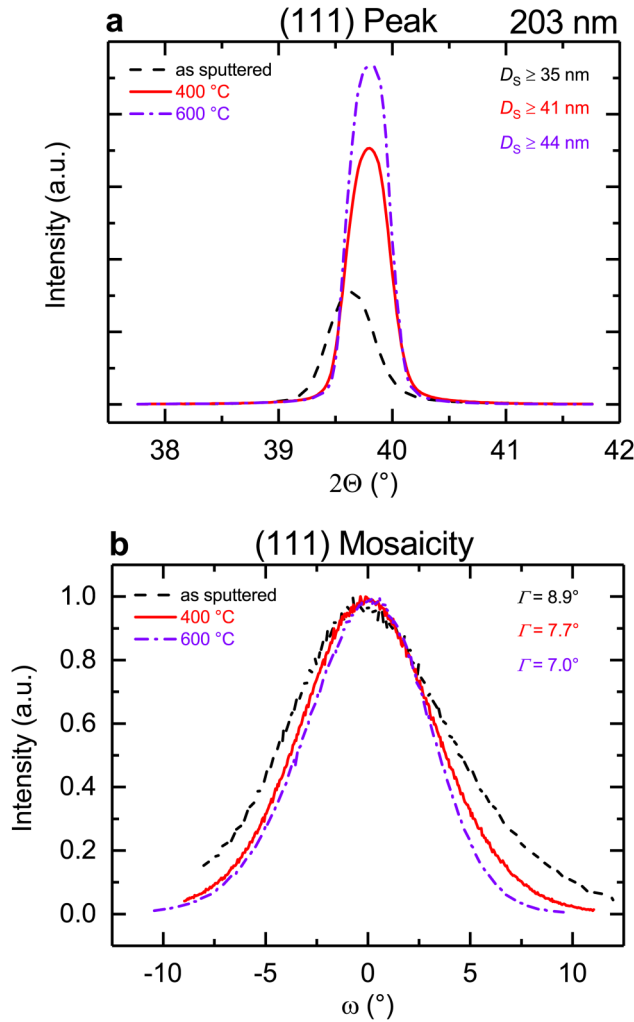 a (111) Peak 203 nm
as sputtered
400 °C
600 °C
D_S ≥ 35 nm
D_S ≥ 41 nm
D_S ≥ 44 nm
Intensity (a.u.)
38 39 40 41 42
2Θ (°)
b (111) Mosaicity
as sputtered
400 °C
600 °C
Γ = 8.9°
Γ = 7.7°
Γ = 7.0°
Intensity (a.u.)
1.0
0.8
0.6
0.4
0.2
0.0
-10 -5 0 5 10
ω (°)